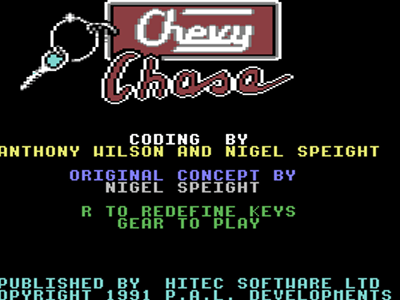 Chevy
Chase
CODING BY
ANTHONY WILSON AND NIGEL SPEIGHT
ORIGINAL CONCEPT BY
NIGEL SPEIGHT
R TO REDEFINE KEYS
GEAR TO PLAY
PUBLISHED BY HITEC SOFTWARE LTD
OPYRIGHT 1991 P.A.L. DEVELOPMENTS